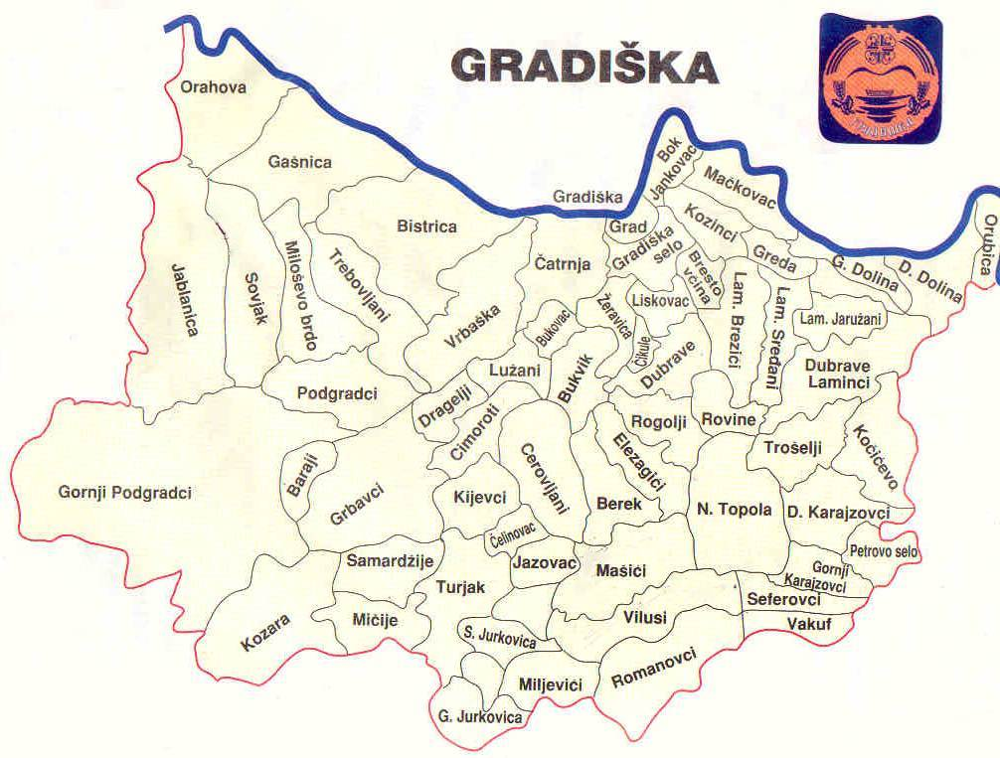 GRADIŠKA
Orahova
Gašnica
Bok
Jankovac
Mačkovac
Gradiška
Grad
Gradiška
selo
Kozinci
Bistrica
Orubica
Čatrnja
Greda
G. Dolina
D. Dolina
Bresto
včina
Jablanica
Sovjak
Miloševo brdo
Trebovljani
Vrbaška
Bukovac
Žeravica
Liskovac
Lam. Brezici
Lam. Sređani
Lam. Jaružani
Čikule
Dubrave
Dubrave
Laminci
Lužani
Bukvik
Podgradci
Dragelji
Cimoroti
Rogolji
Rovine
Trošelji
Kočićevo
Elezagići
Cerovljani
Baraji
Gornji Podgradci
Grbavci
Kijevci
Berek
N. Topola
D. Karajzovci
Čelinovac
Petrovo selo
Samardžije
Jazovac
Mašići
Gornji
Karajzovci
Turjak
Seferovci
Mičije
Vilusi
Vakuf
Kozara
S. Jurkovica
Romanovci
Miljevići
G. Jurkovica